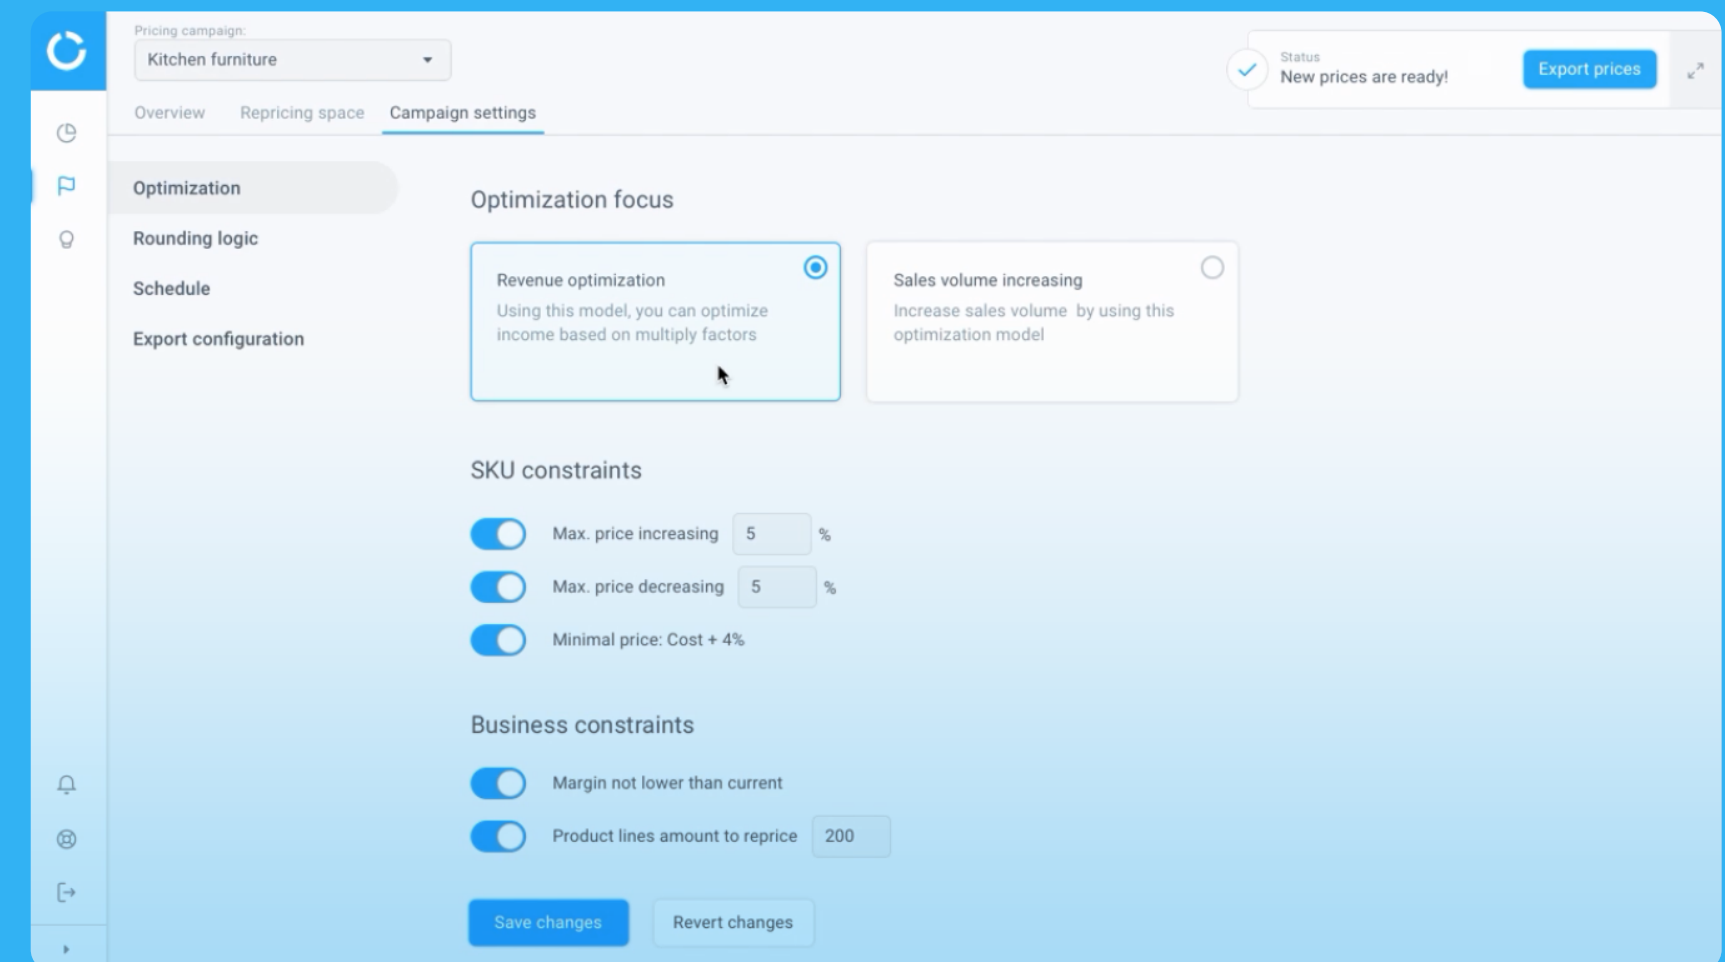 Pricing campaign:
Kitchen furniture
Status
New prices are ready!
Export prices
Overview
Repricing space
Campaign settings
Optimization
Rounding logic
Schedule
Export configuration
Optimization focus
Revenue optimization
Using this model, you can optimize
income based on multiply factors
Sales volume increasing
Increase sales volume  by using this
optimization model
SKU constraints
Max. price increasing 5 %
Max. price decreasing 5 %
Minimal price: Cost + 4%
Business constraints
Margin not lower than current
Product lines amount to reprice 200
Save changes
Revert changes